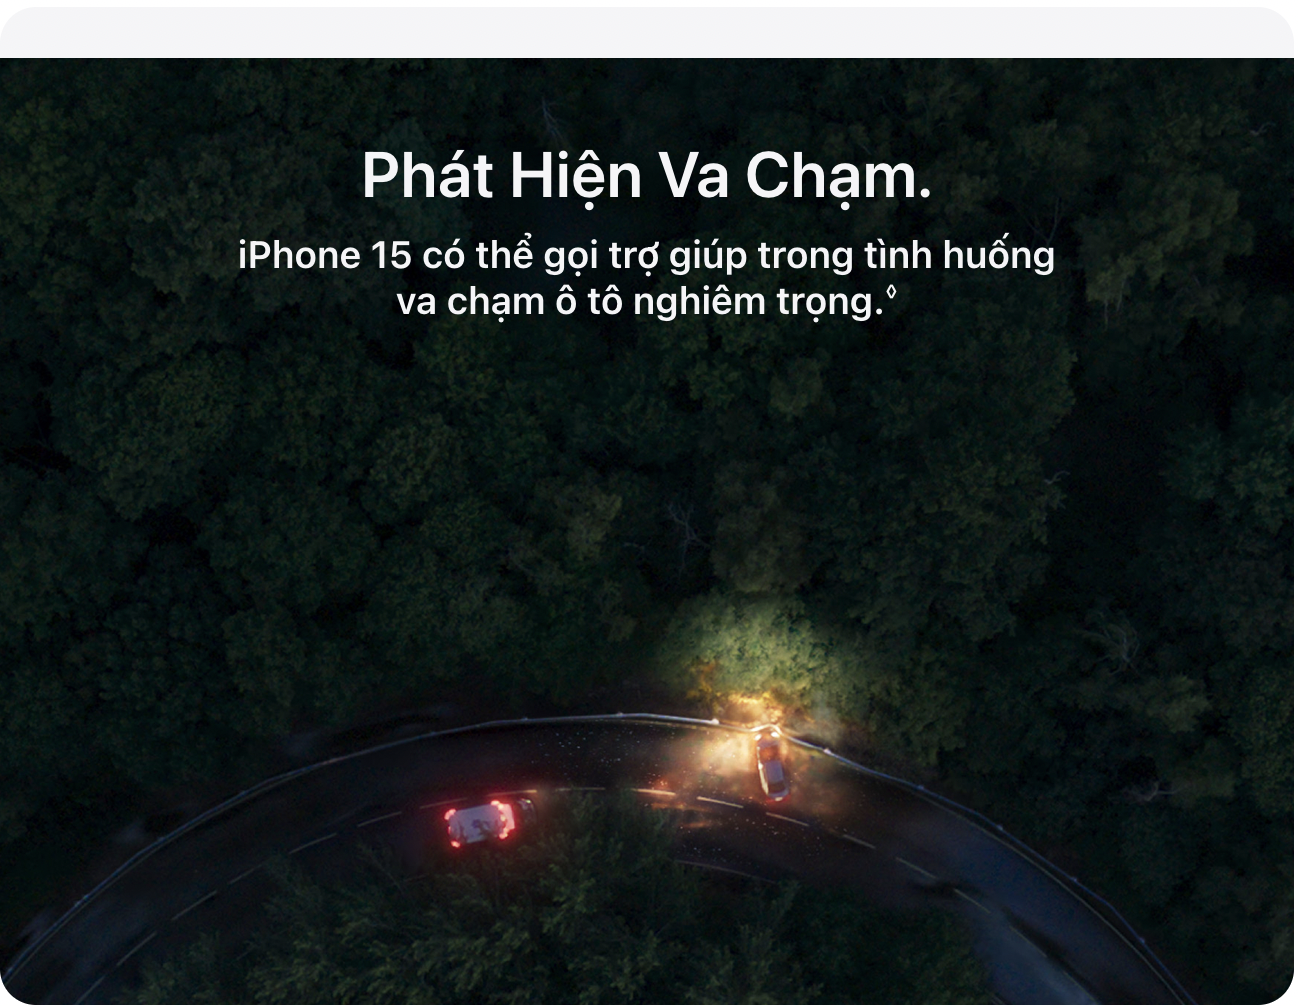 Phát Hiện Va Chạm.
iPhone 15 có thể gọi trợ giúp trong tình huống
va chạm ô tô nghiêm trọng.◊